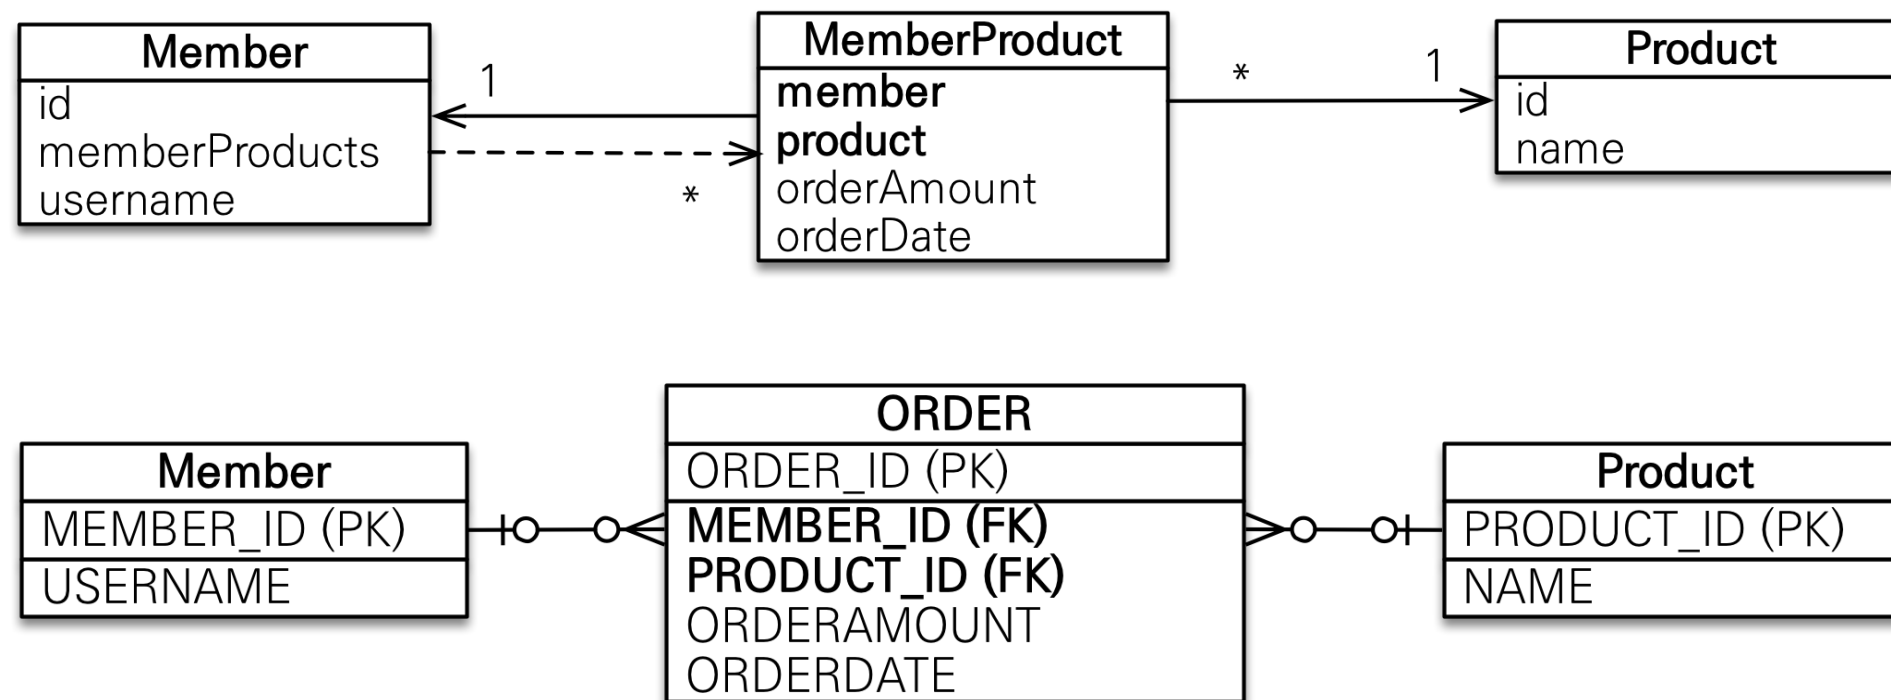 Member
id
memberProducts
username
1
*
MemberProduct
member
product
orderAmount
orderDate
*
1
Product
id
name
Member
MEMBER_ID (PK)
USERNAME
ORDER
ORDER_ID (PK)
MEMBER_ID (FK)
PRODUCT_ID (FK)
ORDERAMOUNT
ORDERDATE
Product
PRODUCT_ID (PK)
NAME